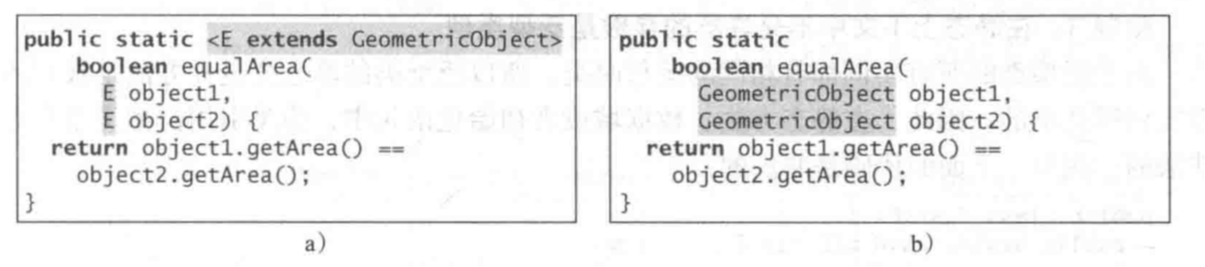 public static <E extends GeometricObject>
boolean equalArea(
E object1,
E object2) {
return object1.getArea() ==
object2.getArea();
}
a)
public static
boolean equalArea(
GeometricObject object1,
GeometricObject object2) {
return object1.getArea() ==
object2.getArea();
}
b)